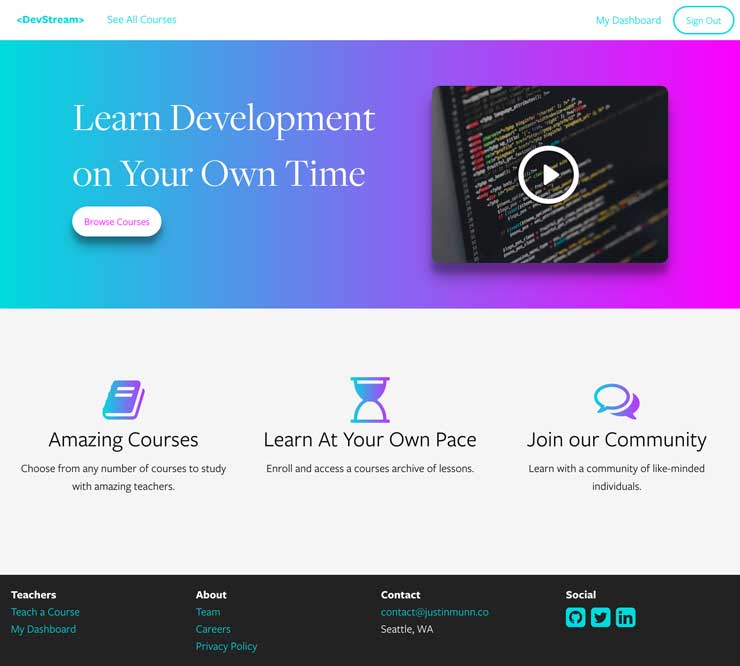 <DevStream>
See All Courses
My Dashboard
Sign Out
Learn Development
on Your Own Time
Browse Courses
Amazing Courses
Choose from any number of courses to study
with amazing teachers.
Learn At Your Own Pace
Enroll and access a courses archive of lessons.
Join our Community
Learn with a community of like-minded
individuals.
Teachers
Teach a Course
My Dashboard
About
Team
Careers
Privacy Policy
Contact
contact@justinmunn.co
Seattle, WA
Social